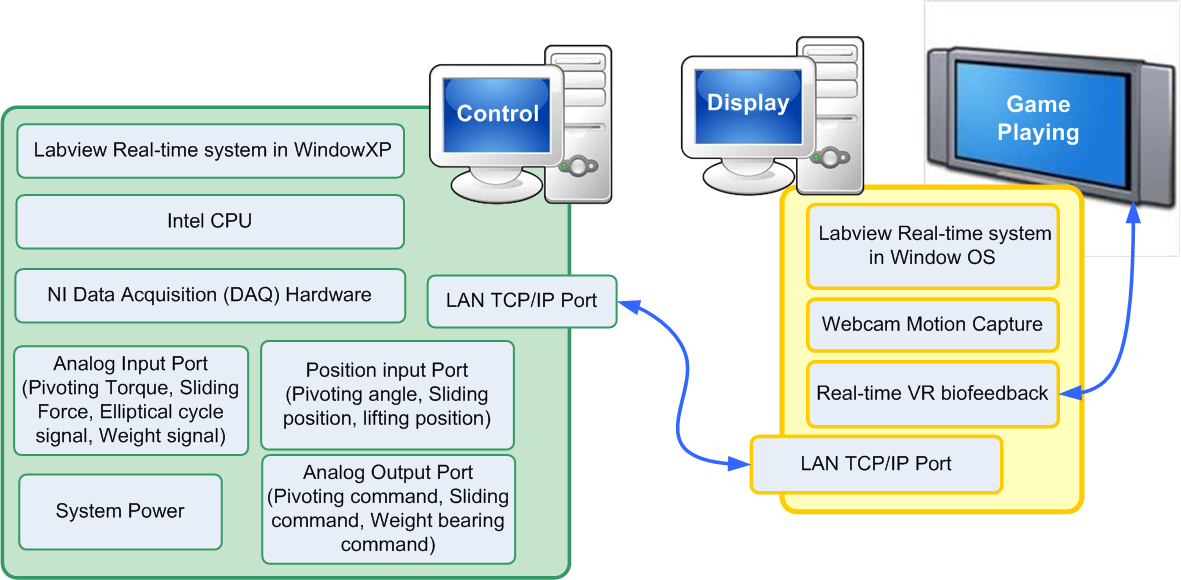 Control
Labview Real-time system in WindowXP
Intel CPU
NI Data Acquisition (DAQ) Hardware
LAN TCP/IP Port
Analog Input Port
(Pivoting Torque, Sliding
Force, Elliptical cycle
signal, Weight signal)
Position input Port
(Pivoting angle, Sliding
position, lifting position)
System Power
Analog Output Port
(Pivoting command, Sliding
command, Weight bearing
command)
Display
Game
Playing
Labview Real-time system
in Window OS
Webcam Motion Capture
Real-time VR biofeedback
LAN TCP/IP Port